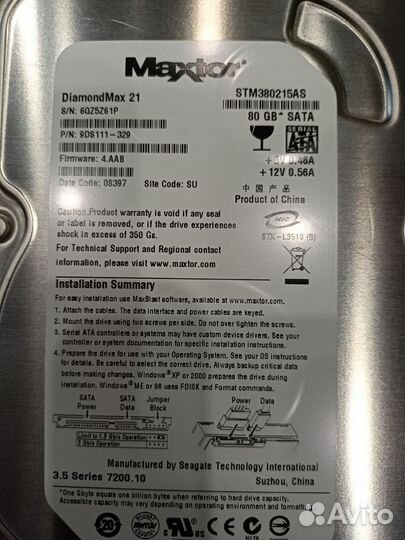 Maxtor
DiamondMax 21
STM380215AS
S/N: 6QZ5Z61P
80 GB* SATA
P/N: 9DS111-329
SERIAL
ATA
Firmware: 4.AAB
+ 5V 0.46A
+ 12V 0.56A
Date Code: 08397
Site Code: SU
中国产品
Product of China
Caution: Product warranty is void if any seal
or label is removed, or if the drive experiences
shock in excess of 350 Gs.
For Technical Support and Regional contact
information, please visit www.maxtor.com
MIC
STX-L3510 (B)
Installation Summary
For easy installation use MaxBlast software, available at www.maxtor.com.
1. Attach the cables. The data interface and power cables are keyed.
2. Mount the drive using two screws per side. Do not over tighten the screws.
3. Serial ATA controllers or systems may have custom device drivers. See your
controller or system documentation for specific installation instructions.
4. Prepare the drive for use with your Operating System. See your OS instructions
for details. Be careful to select the correct drive. Always backup critical data
before making changes. Windows® XP or 2000 prepares the drive during
installation. Windows® ME or 98 uses FDISK and Format commands.
SATA
Power
SATA
Data
Jumper
Block
Power
Data
Limit to 1.5 Gb/s Operation
3 Gb/s Operation
Manufactured by Seagate Technology International
3.5 Series 7200.10
Suzhou, China
*One Gbyte equals one billion bytes when referring to hard drive capacity.
Accessible capacity may vary depending on operating environment and formatting.
20
RWTUV
c
US
N176
Avito